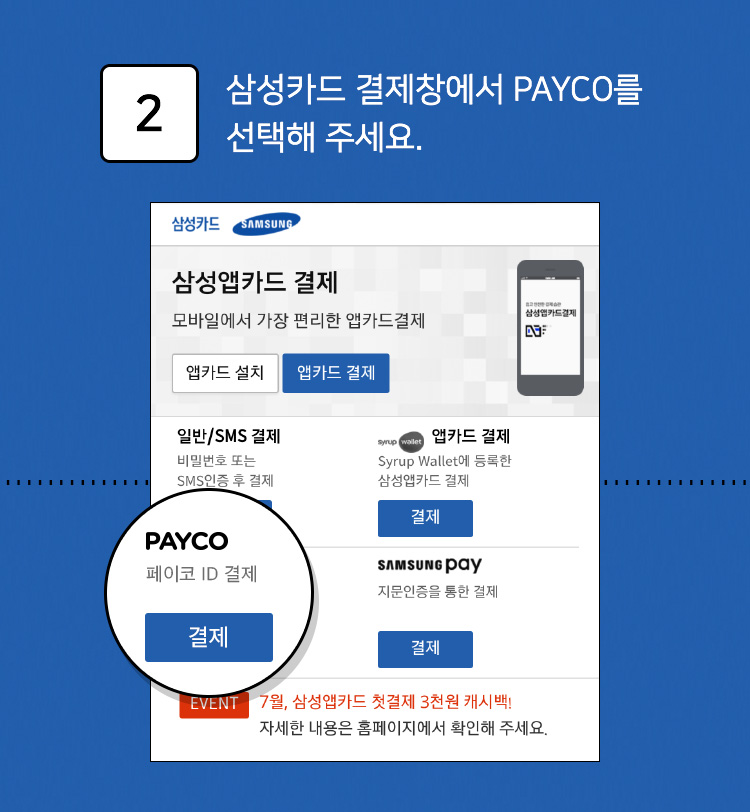 2
삼성카드 결제창에서 PAYCO를
선택해 주세요.
삼성카드 SAMSUNG
삼성앱카드 결제
모바일에서 가장 편리한 앱카드결제
앱카드 설치 앱카드 결제
삼성앱카드결제
일반/SMS 결제
비밀번호 또는
SMS인증 후 결제
syrup wallet 앱카드 결제
Syrup Wallet에 등록한
삼성앱카드 결제
결제
PAYCO
페이코 ID 결제
결제
SAMSUNG pay
지문인증을 통한 결제
결제
EVENT 7월, 삼성앱카드 첫결제 3천원 캐시백!
자세한 내용은 홈페이지에서 확인해 주세요.